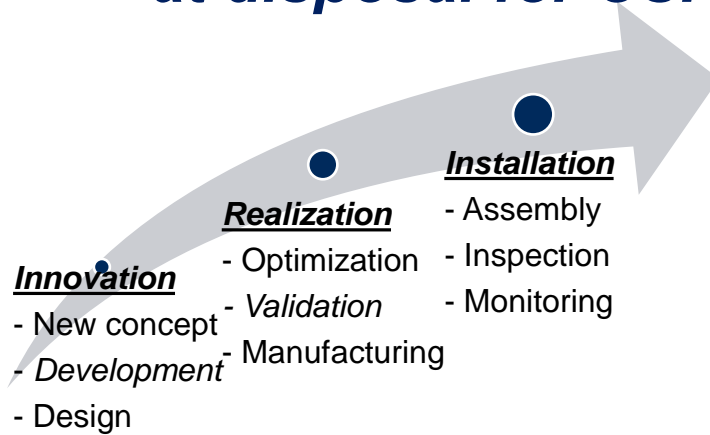 Innovation
- New concept
- Development
- Design
Realization
- Optimization
- Validation
- Manufacturing
Installation
- Assembly
- Inspection
- Monitoring